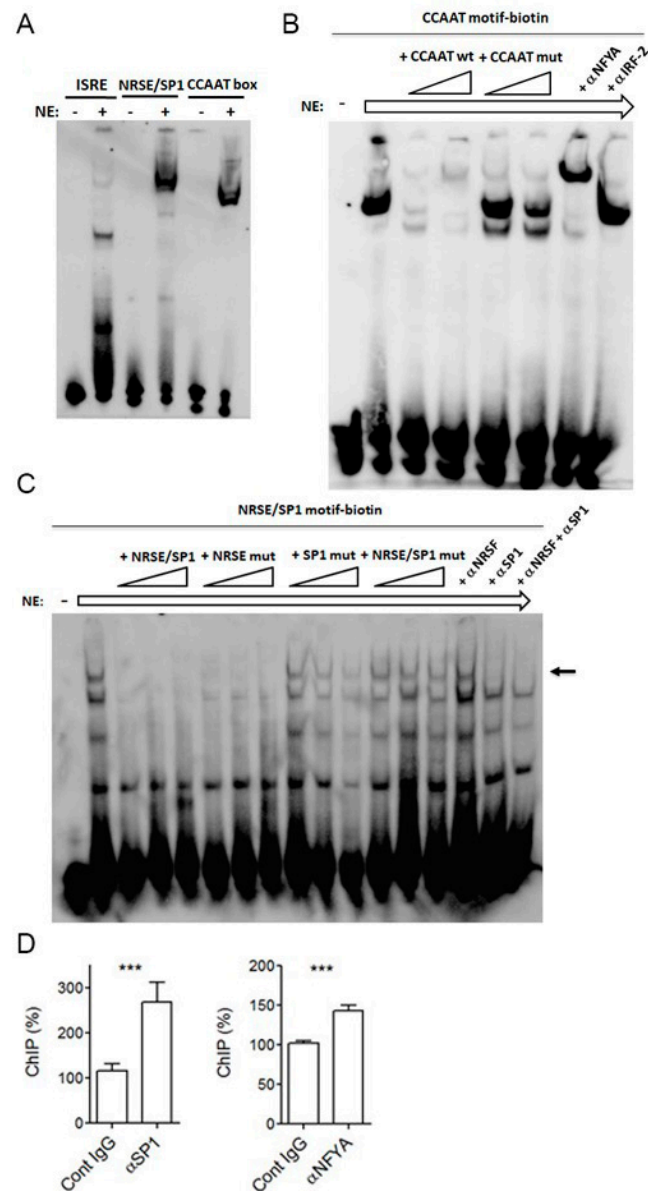 A
ISRE NRSE/SP1 CCAAT box
NE: - + - + - +
B
CCAAT motif-biotin
+ CCAAT wt + CCAAT mut + αNFYA + αIRF-2
NE: -
C
NRSE/SP1 motif-biotin
+ NRSE/SP1 + NRSE mut + SP1 mut + NRSE/SP1 mut + αNRSF + αSP1 + αNRSF + αSP1
NE: -
D
ChIP (%)
300
200
100
0
***
Cont IgG
αSP1
ChIP (%)
200
150
100
50
0
***
Cont IgG
αNFYA